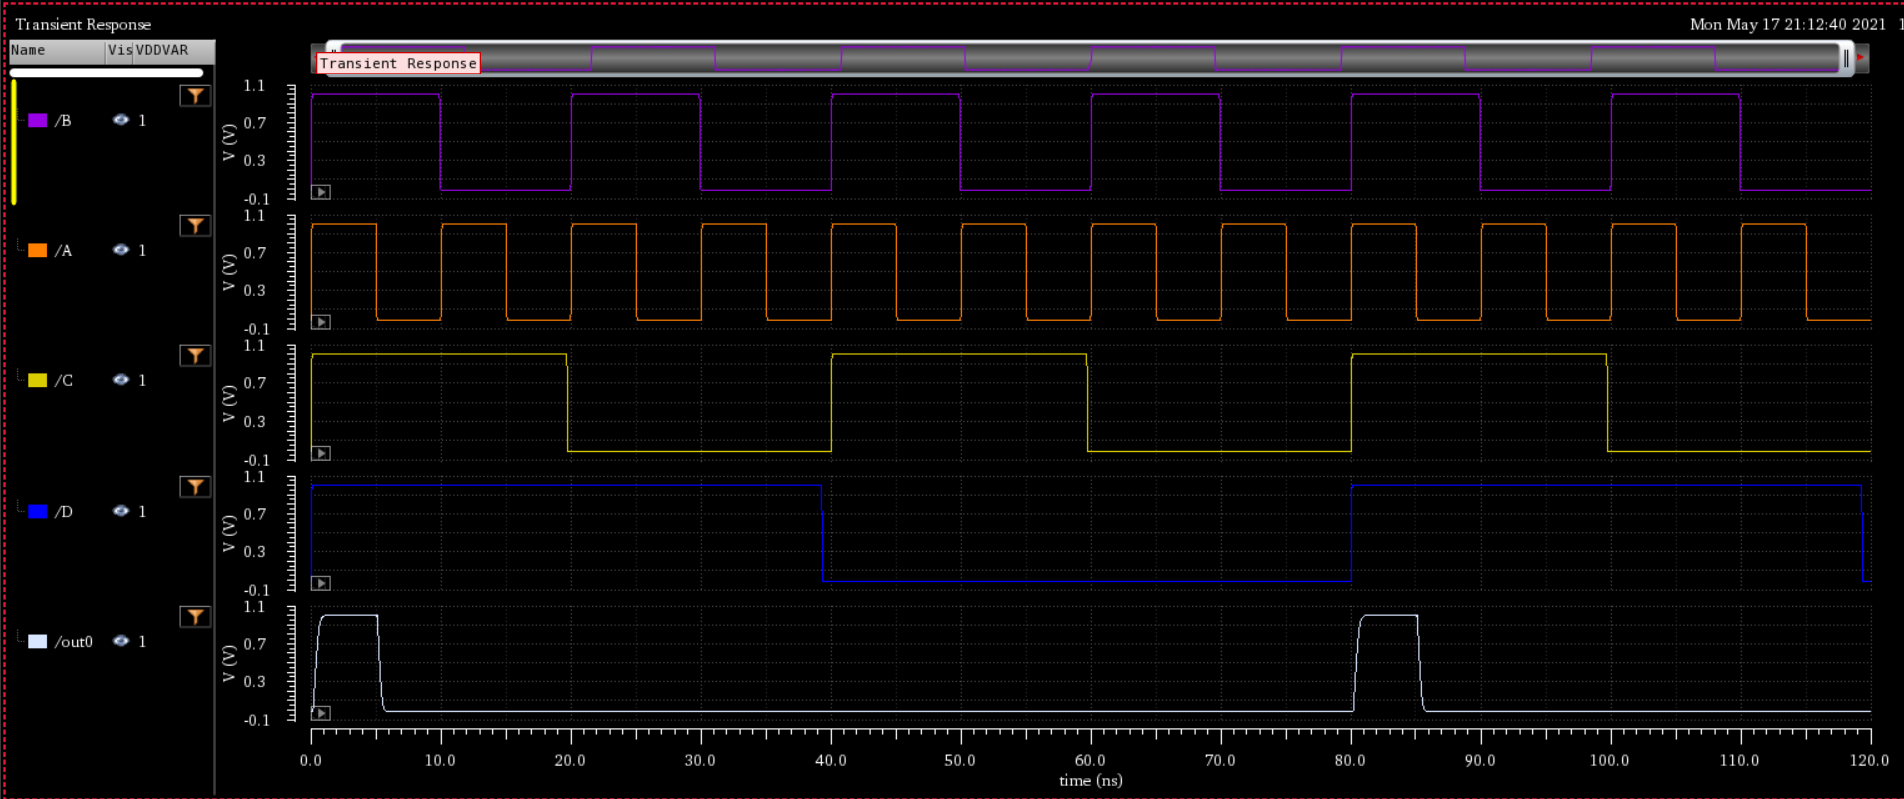 Transient Response
Mon May 17 21:12:40 2021
Name Vis VDDVAR
Transient Response
/B 1
V (V)
1.1
0.7
0.3
-0.1
/A 1
V (V)
1.1
0.7
0.3
-0.1
/C 1
V (V)
1.1
0.7
0.3
-0.1
/D 1
V (V)
1.1
0.7
0.3
-0.1
/out0 1
V (V)
1.1
0.7
0.3
-0.1
0.0 10.0 20.0 30.0 40.0 50.0 60.0 70.0 80.0 90.0 100.0 110.0 120.0
time (ns)